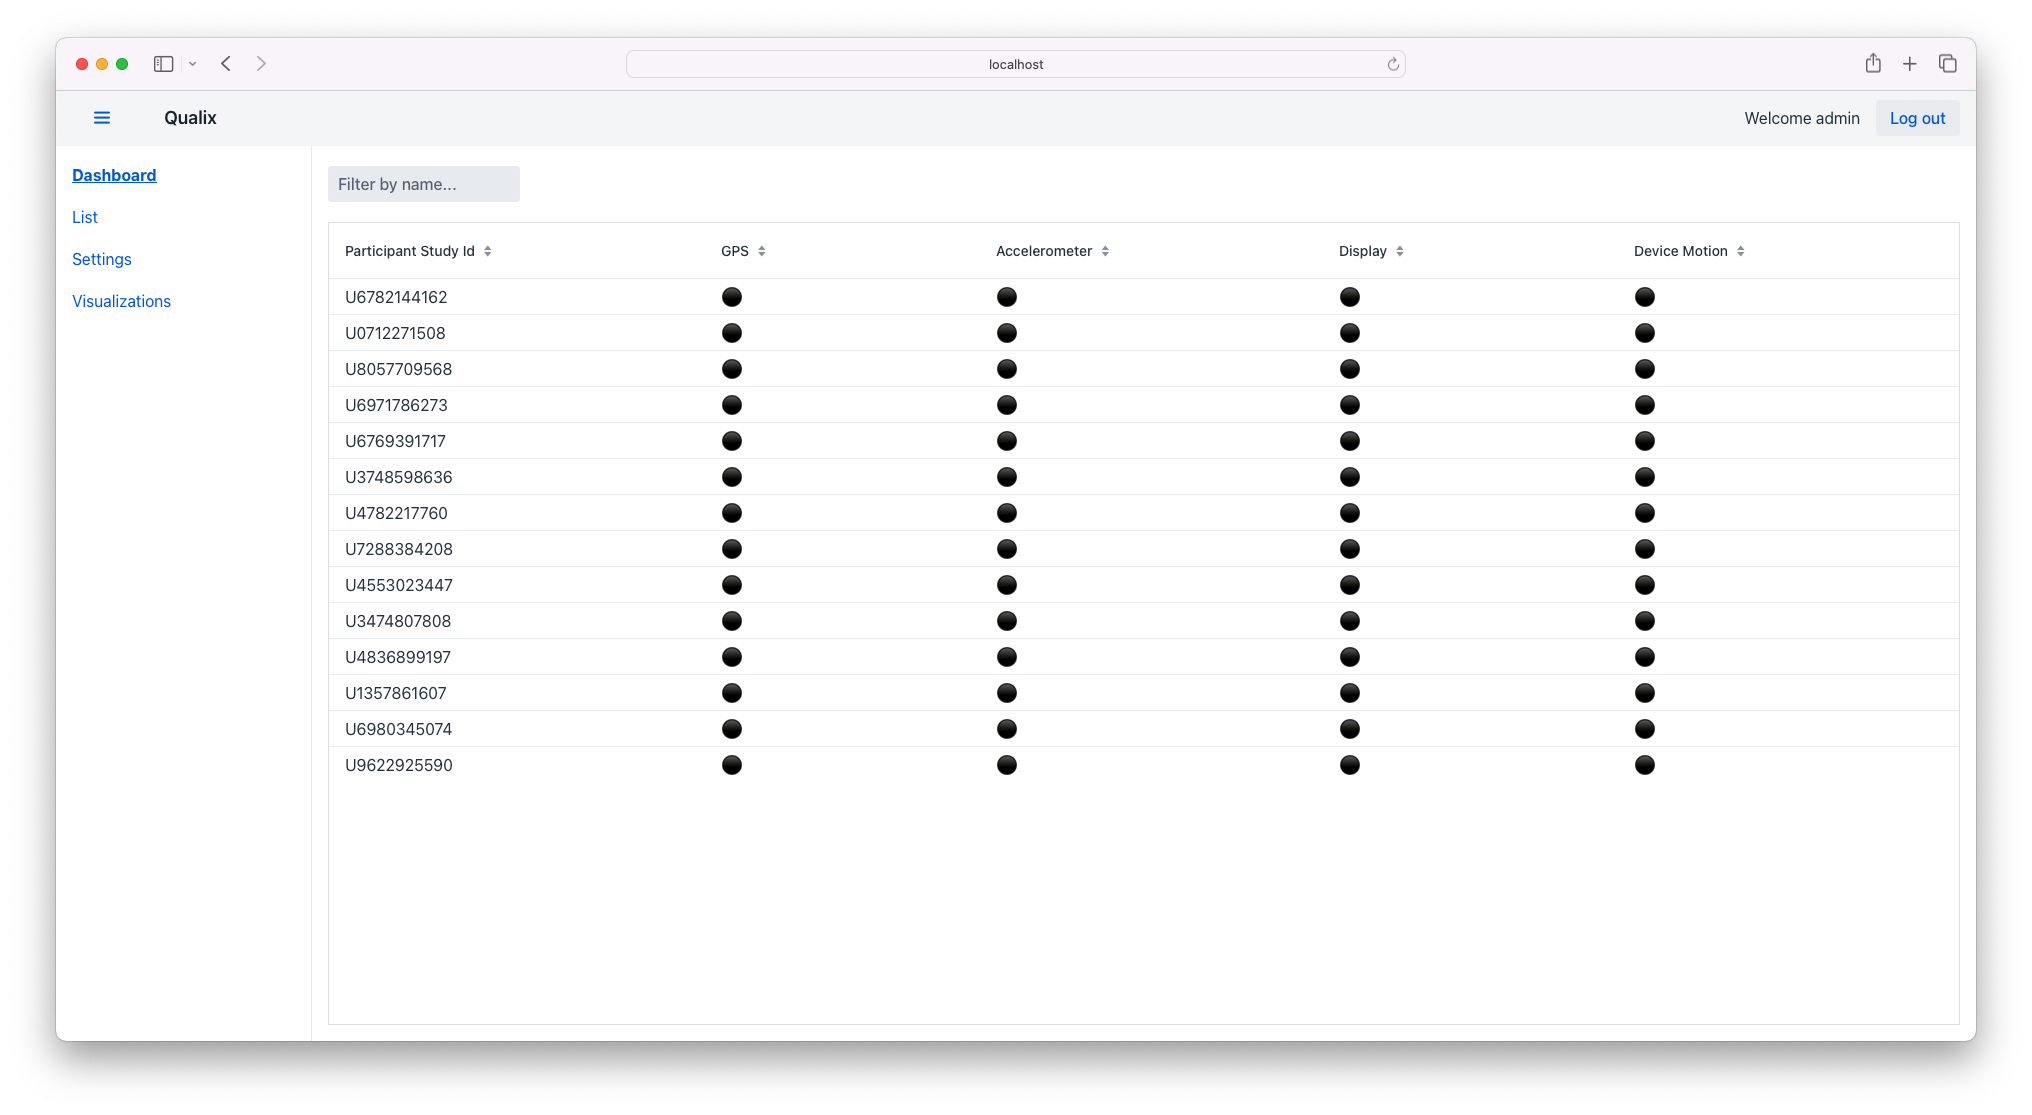 localhost
Qualix
Welcome admin
Log out
Dashboard
List
Settings
Visualizations
Filter by name...
Participant Study Id GPS Accelerometer Display Device Motion
U6782144162
U0712271508
U8057709568
U6971786273
U6769391717
U3748598636
U4782217760
U7288384208
U4553023447
U3474807808
U4836899197
U1357861607
U6980345074
U9622925590